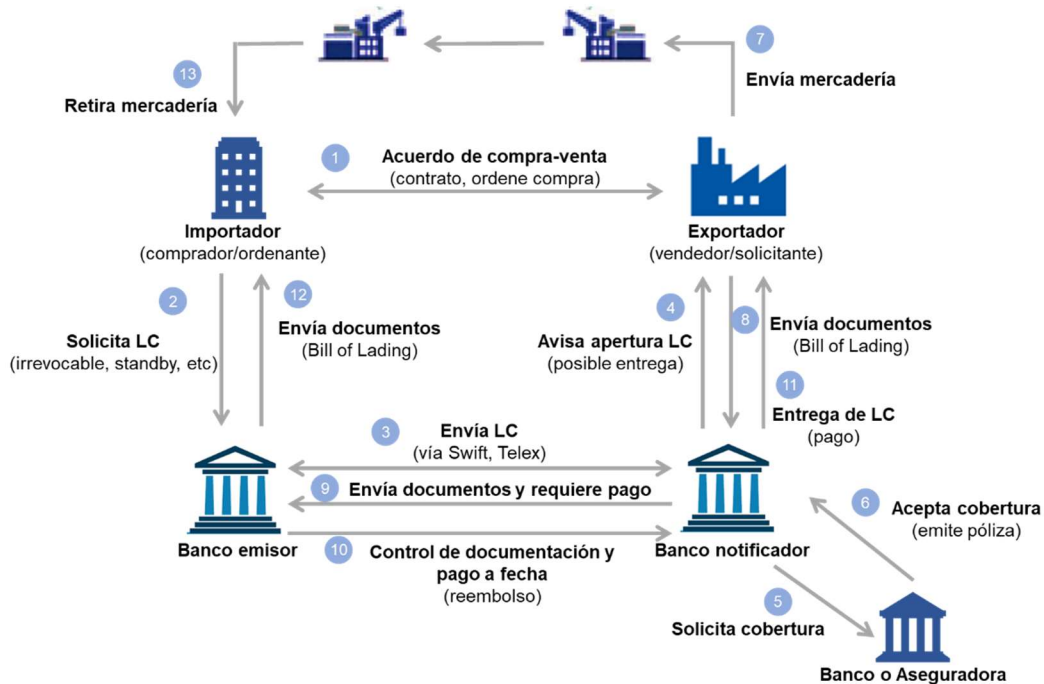 7
Envía mercadería
13
Retira mercadería
1
Acuerdo de compra-venta
(contrato, ordene compra)
Importador
(comprador/ordenante)
Exportador
(vendedor/solicitante)
2
Solicita LC
(irrevocable, standby, etc)
12
Envía documentos
(Bill of Lading)
4
Avisa apertura LC
(posible entrega)
8
Envía documentos
(Bill of Lading)
11
Entrega de LC
(pago)
3
Envía LC
(vía Swift, Telex)
9
Envía documentos y requiere pago
10
Control de documentación y
pago a fecha
(reembolso)
Banco emisor
Banco notificador
6
Acepta cobertura
(emite póliza)
5
Solicita cobertura
Banco o Aseguradora